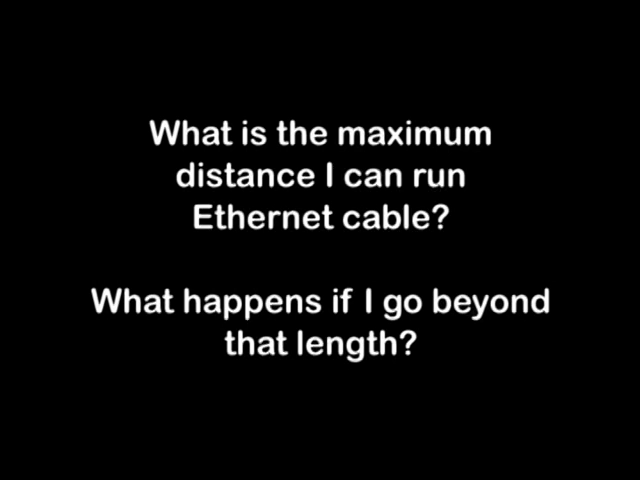 What is the maximum
distance I can run
Ethernet cable?
What happens if I go beyond
that length?